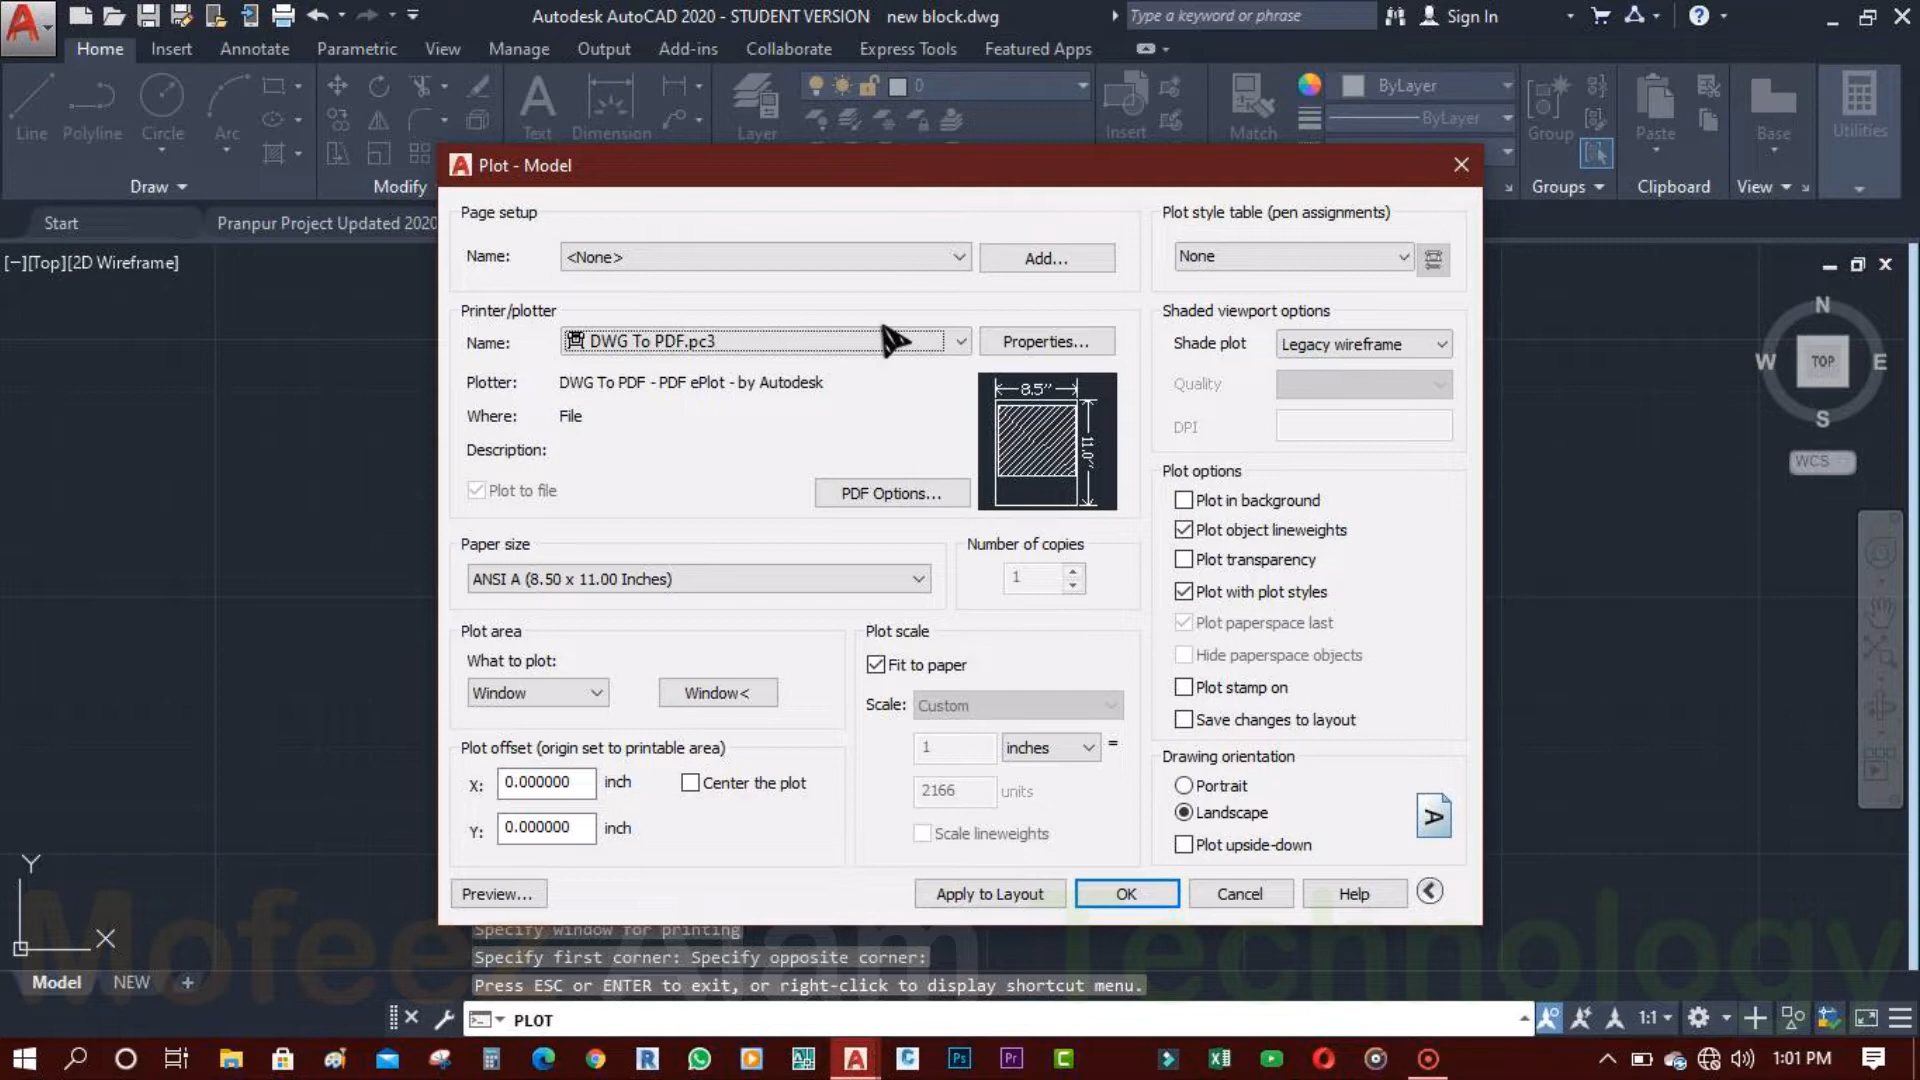 Autodesk AutoCAD 2020 - STUDENT VERSION new block.dwg
Type a keyword or phrase
Sign In
Home Insert Annotate Parametric View Manage Output Add-ins Collaborate Express Tools Featured Apps
0
ByLayer
ByLayer
Line Polyline Circle Arc
Text Dimension
Layer
Insert
Match
Group
Paste
Base
Utilities
Draw
Modify
Groups
Clipboard
View
Start
Pranpur Project Updated 2020
[−][Top][2D Wireframe]
Plot - Model
Page setup
Name: <None>
Add...
Printer/plotter
Name: DWG To PDF.pc3
Properties...
Plotter: DWG To PDF - PDF ePlot - by Autodesk
Where: File
Description:
Plot to file
PDF Options...
8.5''
11.0''
Paper size
ANSI A (8.50 x 11.00 Inches)
Number of copies
1
Plot area
What to plot:
Window
Window<
Plot scale
Fit to paper
Scale: Custom
1 inches =
2166 units
Scale lineweights
Plot offset (origin set to printable area)
X: 0.000000 inch
Center the plot
Y: 0.000000 inch
Plot style table (pen assignments)
None
Shaded viewport options
Shade plot Legacy wireframe
Quality
DPI
Plot options
Plot in background
Plot object lineweights
Plot transparency
Plot with plot styles
Plot paperspace last
Hide paperspace objects
Plot stamp on
Save changes to layout
Drawing orientation
Portrait
Landscape
A
Plot upside-down
Preview...
Apply to Layout
OK
Cancel
Help
N
W TOP E
S
WCS
Y
X
Mofeez Alam Technology
Specify window for printing
Specify first corner: Specify opposite corner:
Press ESC or ENTER to exit, or right-click to display shortcut menu.
Model NEW +
PLOT
1:1
1:01 PM